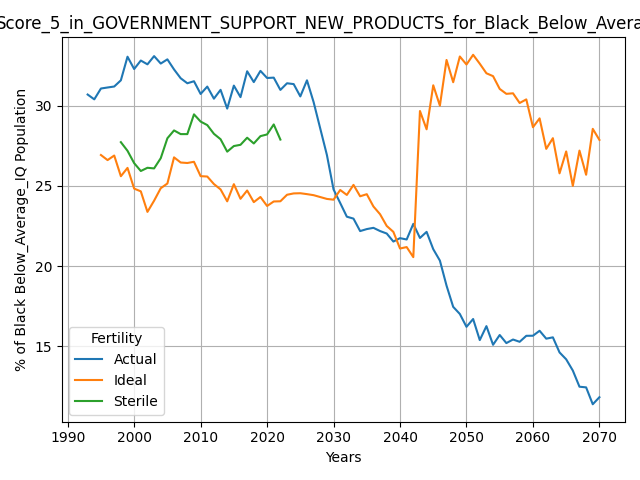 Score_5_in_GOVERNMENT_SUPPORT_NEW_PRODUCTS_for_Black_Below_Avera
% of Black Below_Average_IQ Population
30
25
20
15
Fertility
Actual
Ideal
Sterile
1990 2000 2010 2020 2030 2040 2050 2060 2070
Years